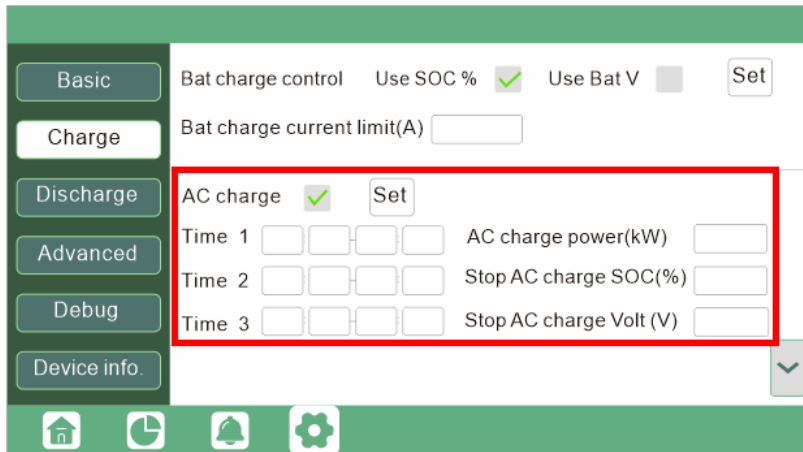 Basic
Charge
Discharge
Advanced
Debug
Device info.
Bat charge control Use SOC % Use Bat V Set
Bat charge current limit(A)
AC charge Set
Time 1 AC charge power(kW)
Time 2 Stop AC charge SOC(%)
Time 3 Stop AC charge Volt (V)